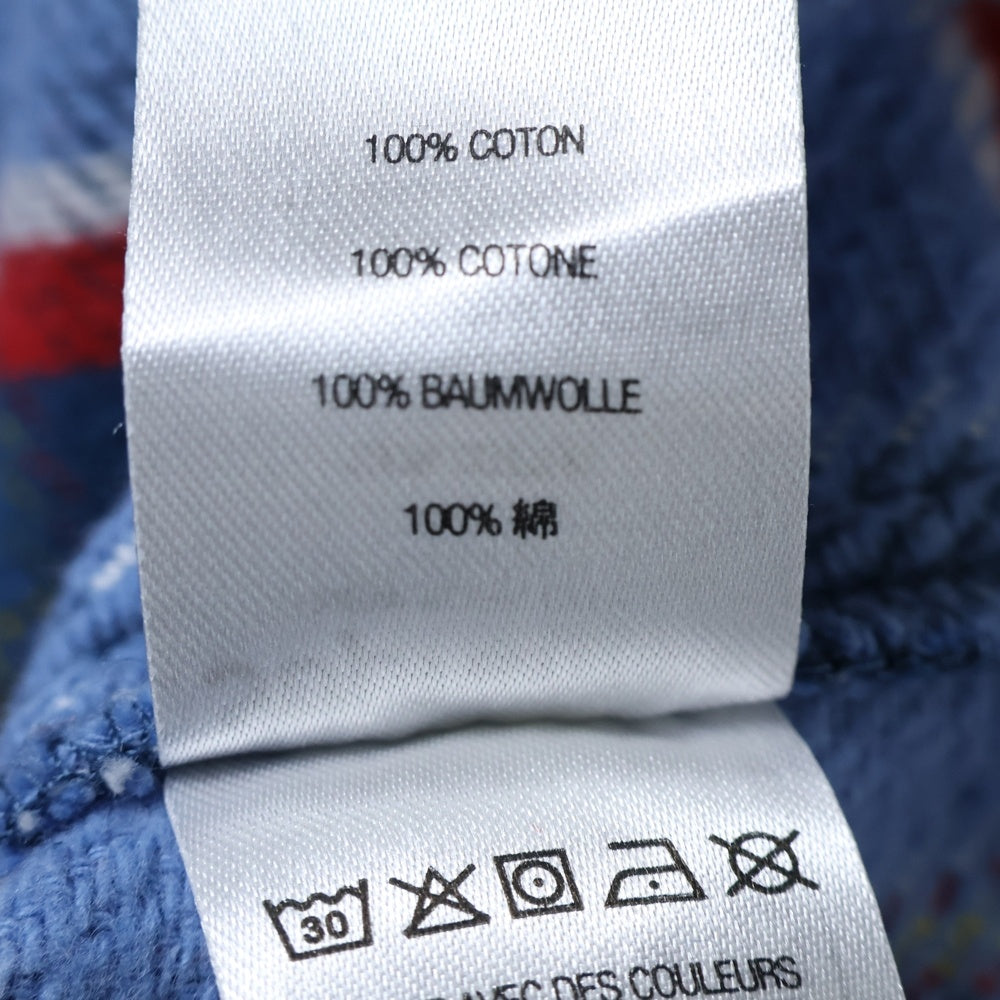 100% COTON
100% COTONE
100% BAUMWOLLE
100% 綿
30
AVEC DES COULEURS